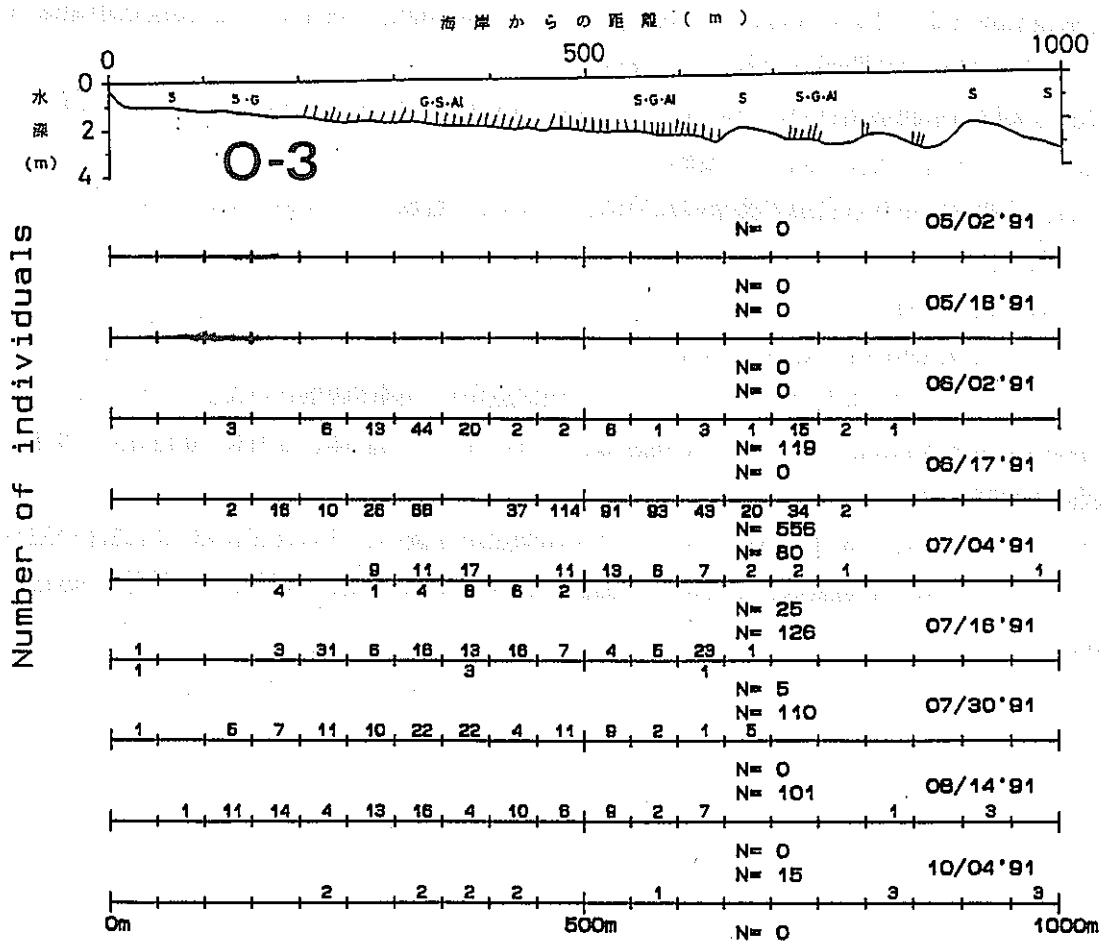 海岸からの距離(m)
0 500 1000
0
水深(m)
2
4
S S・G G・S・Al S・G・Al S S・G・Al S S
O-3
Number of individuals
N= 0 05/02'91
N= 0
N= 0 05/18'91
N= 0
N= 0 06/02'91
3 6 13 44 20 2 2 6 1 3 1 15 2 1
N= 119
N= 0 06/17'91
2 16 10 26 68 37 114 91 93 43 20 34 2
N= 556
N= 80 07/04'91
9 11 17 11 13 6 7 2 2 1 1
4 1 4 8 6 2
N= 25
N= 126 07/16'91
1 3 31 6 16 13 16 7 4 5 23 1
1 3 1
N= 5
N= 110 07/30'91
1 5 7 11 10 22 22 4 11 9 2 1 5
N= 0
N= 101 08/14'91
1 11 14 4 13 16 4 10 6 9 2 7 1 3
N= 0
N= 15 10/04'91
2 2 2 2 1 3 3
0m 500m 1000m
N= 0